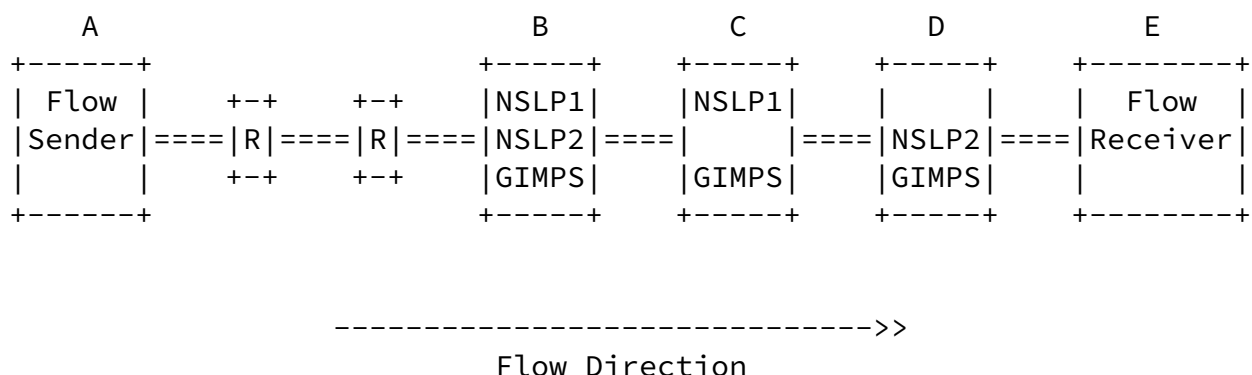 A B C D E
+------+ +-----+ +-----+ +-----+ +--------+
| Flow | +-+ +-+ |NSLP1| |NSLP1| | | | Flow |
|Sender|====|R|====|R|====|NSLP2|====| |====|NSLP2|====|Receiver|
| | +-+ +-+ |GIMPS| |GIMPS| |GIMPS| | |
+------+ +-----+ +-----+ +-----+ +--------+
------------------------------>>
Flow Direction